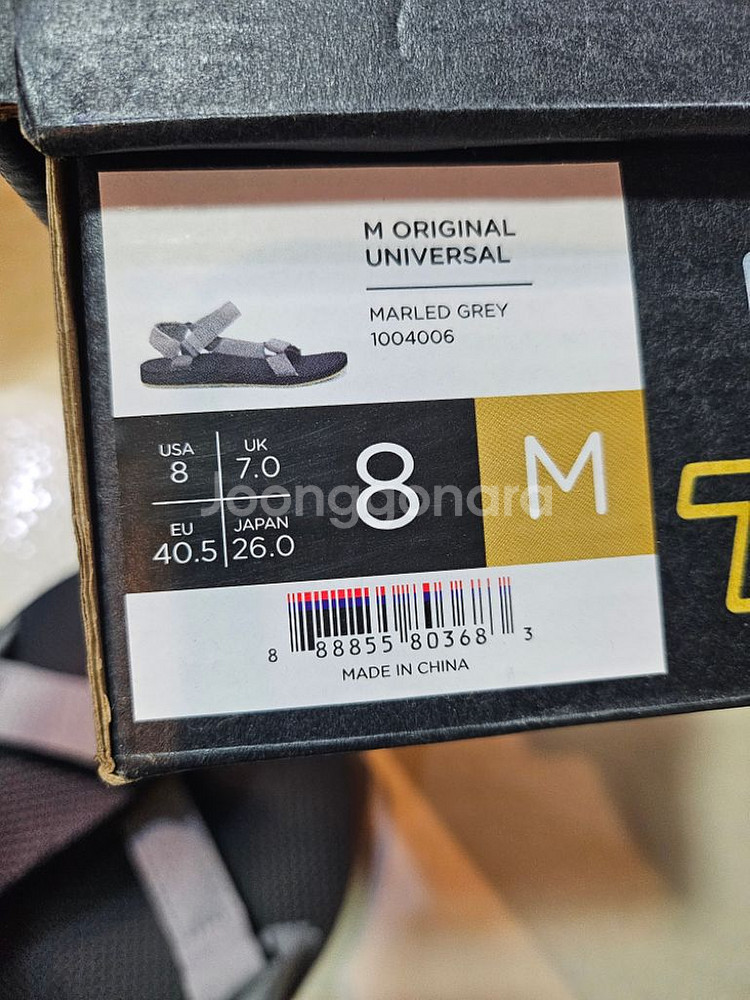 M ORIGINAL
UNIVERSAL
MARLED GREY
1004006
USA
8
UK
7.0
EU
40.5
JAPAN
26.0
8
M
Joonggonara
8 88855 80368 3
MADE IN CHINA